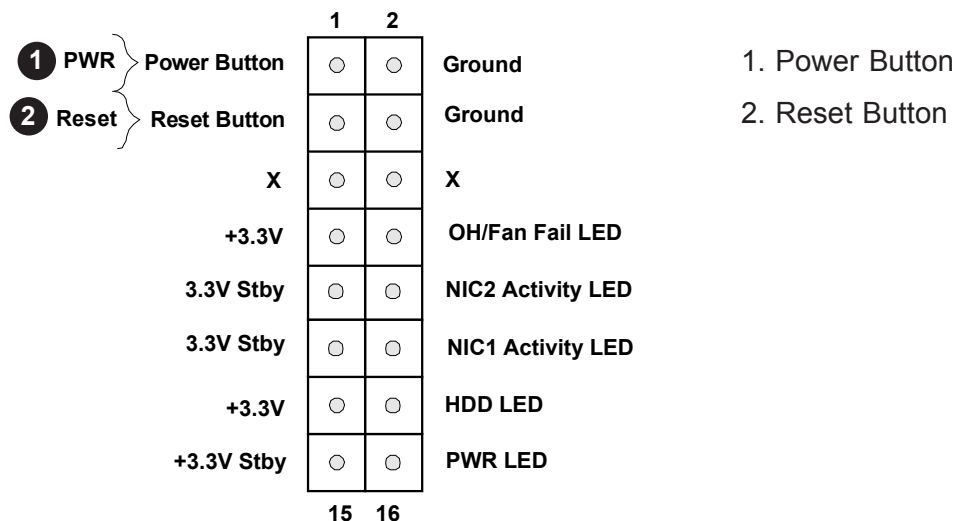 1 2
1 PWR Power Button Ground 1. Power Button
2 Reset Reset Button Ground 2. Reset Button
X X
+3.3V OH/Fan Fail LED
3.3V Stby NIC2 Activity LED
3.3V Stby NIC1 Activity LED
+3.3V HDD LED
+3.3V Stby PWR LED
15 16